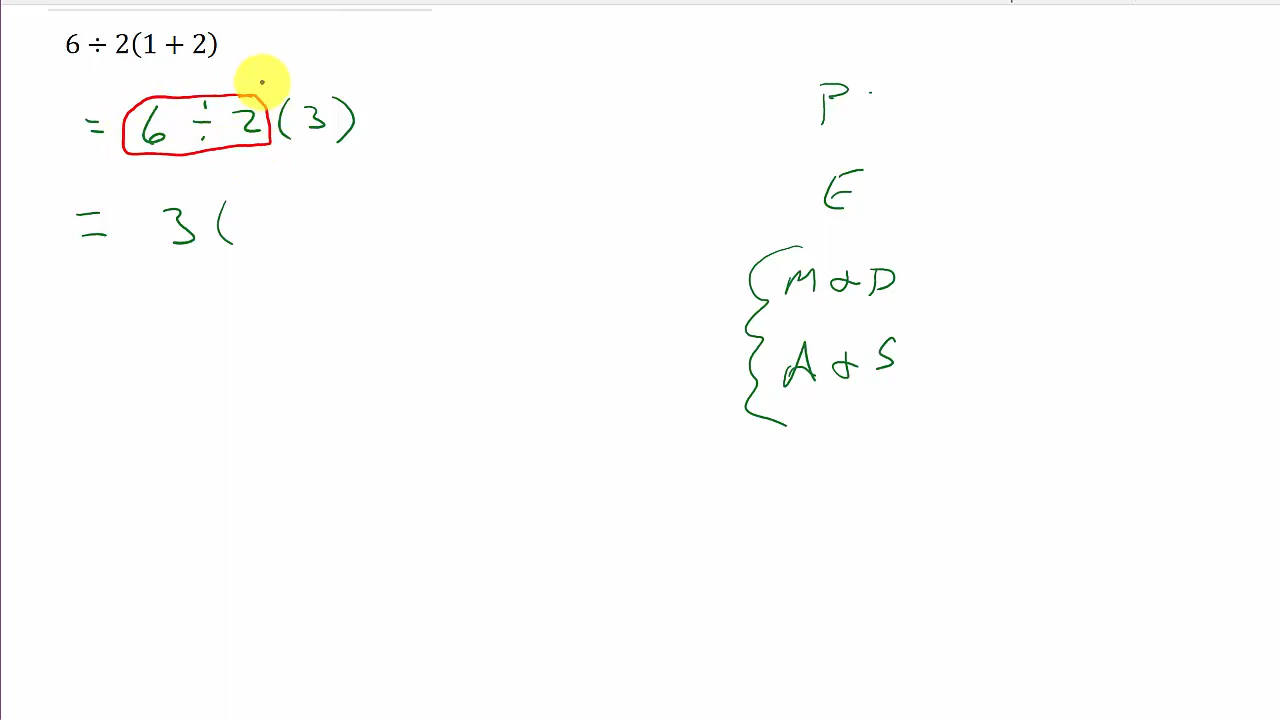 6 ÷ 2(1 + 2)
= 6 ÷ 2 (3)
= 3 (
P
E
M & D
A & S